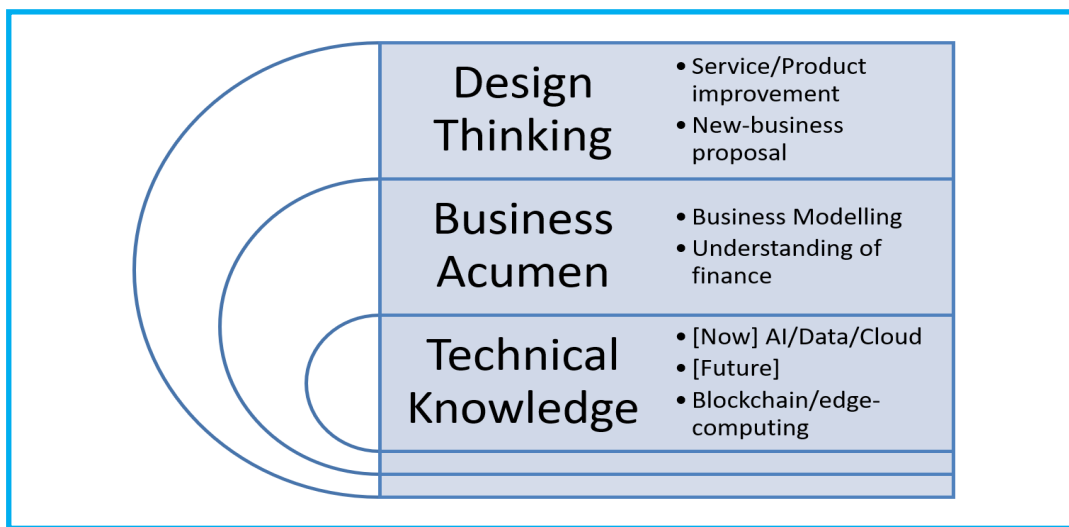 Design
Thinking
• Service/Product
improvement
• New-business
proposal
Business
Acumen
• Business Modelling
• Understanding of
finance
Technical
Knowledge
• [Now] AI/Data/Cloud
• [Future]
• Blockchain/edge-
computing